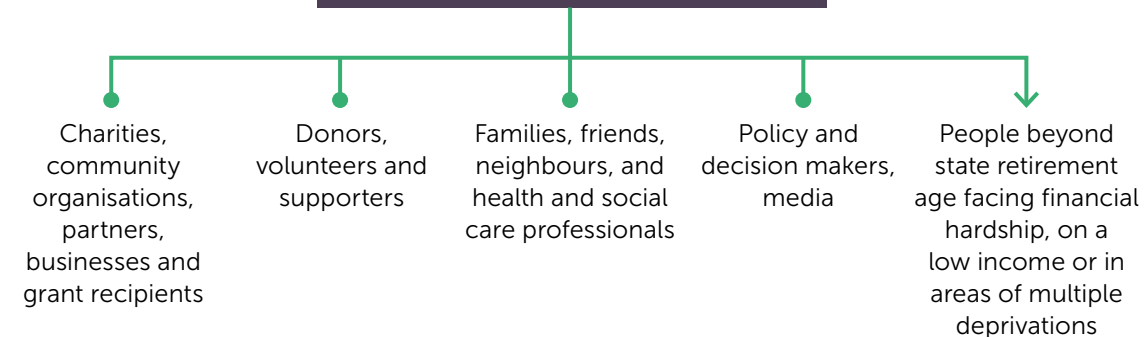 Charities,
community
organisations,
partners,
businesses and
grant recipients
Donors,
volunteers and
supporters
Families, friends,
neighbours, and
health and social
care professionals
Policy and
decision makers,
media
People beyond
state retirement
age facing financial
hardship, on a
low income or in
areas of multiple
deprivations